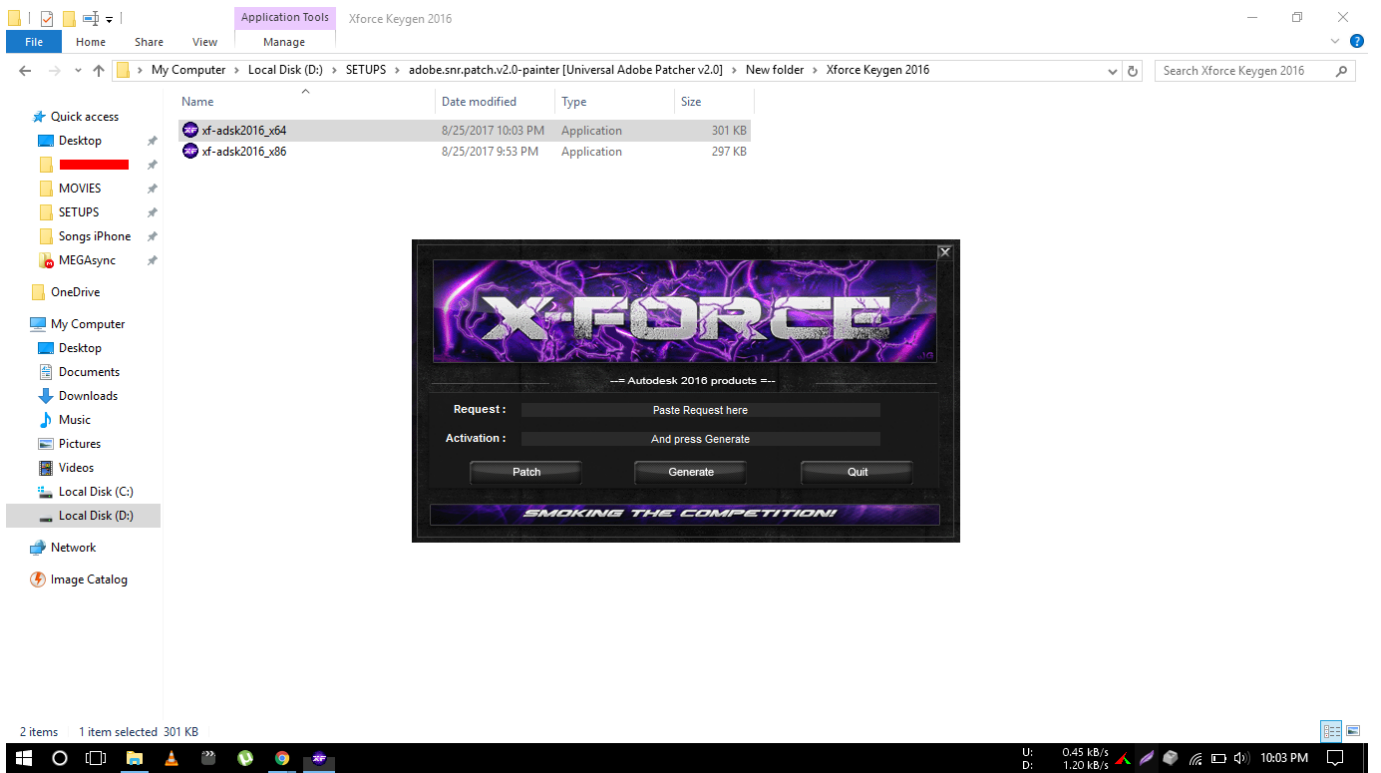 Application Tools Xforce Keygen 2016
File Home Share View Manage
My Computer Local Disk (D:) SETUPS adobe.snr.patch.v2.0-painter [Universal Adobe Patcher v2.0] New folder Xforce Keygen 2016 Search Xforce Keygen 2016
Name Date modified Type Size
xf-adsk2016_x64 8/25/2017 10:03 PM Application 301 KB
xf-adsk2016_x86 8/25/2017 9:53 PM Application 297 KB
Quick access
Desktop
MOVIES
SETUPS
Songs iPhone
MEGAsync
OneDrive
My Computer
Desktop
Documents
Downloads
Music
Pictures
Videos
Local Disk (C:)
Local Disk (D:)
Network
Image Catalog
X-FORCE
.:IG
--= Autodesk 2016 products =--
Request : Paste Request here
Activation : And press Generate
Patch Generate Quit
SMOKING THE COMPETITION!
2 items 1 item selected 301 KB
U: 0.45 kB/s
D: 1.20 kB/s
10:03 PM